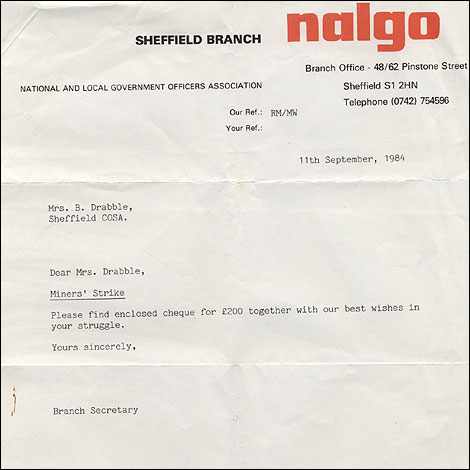 nalgo
SHEFFIELD BRANCH
Branch Office - 48/62 Pinstone Street
NATIONAL AND LOCAL GOVERNMENT OFFICERS ASSOCIATION
Sheffield S1 2HN
Telephone (0742) 754596
Our Ref.: RM/MW
Your Ref.:
11th September, 1984
Mrs. B. Drabble,
Sheffield COSA.
Dear Mrs. Drabble,
Miners' Strike
Please find enclosed cheque for £200 together with our best wishes in
your struggle.
Yours sincerely,
Branch Secretary